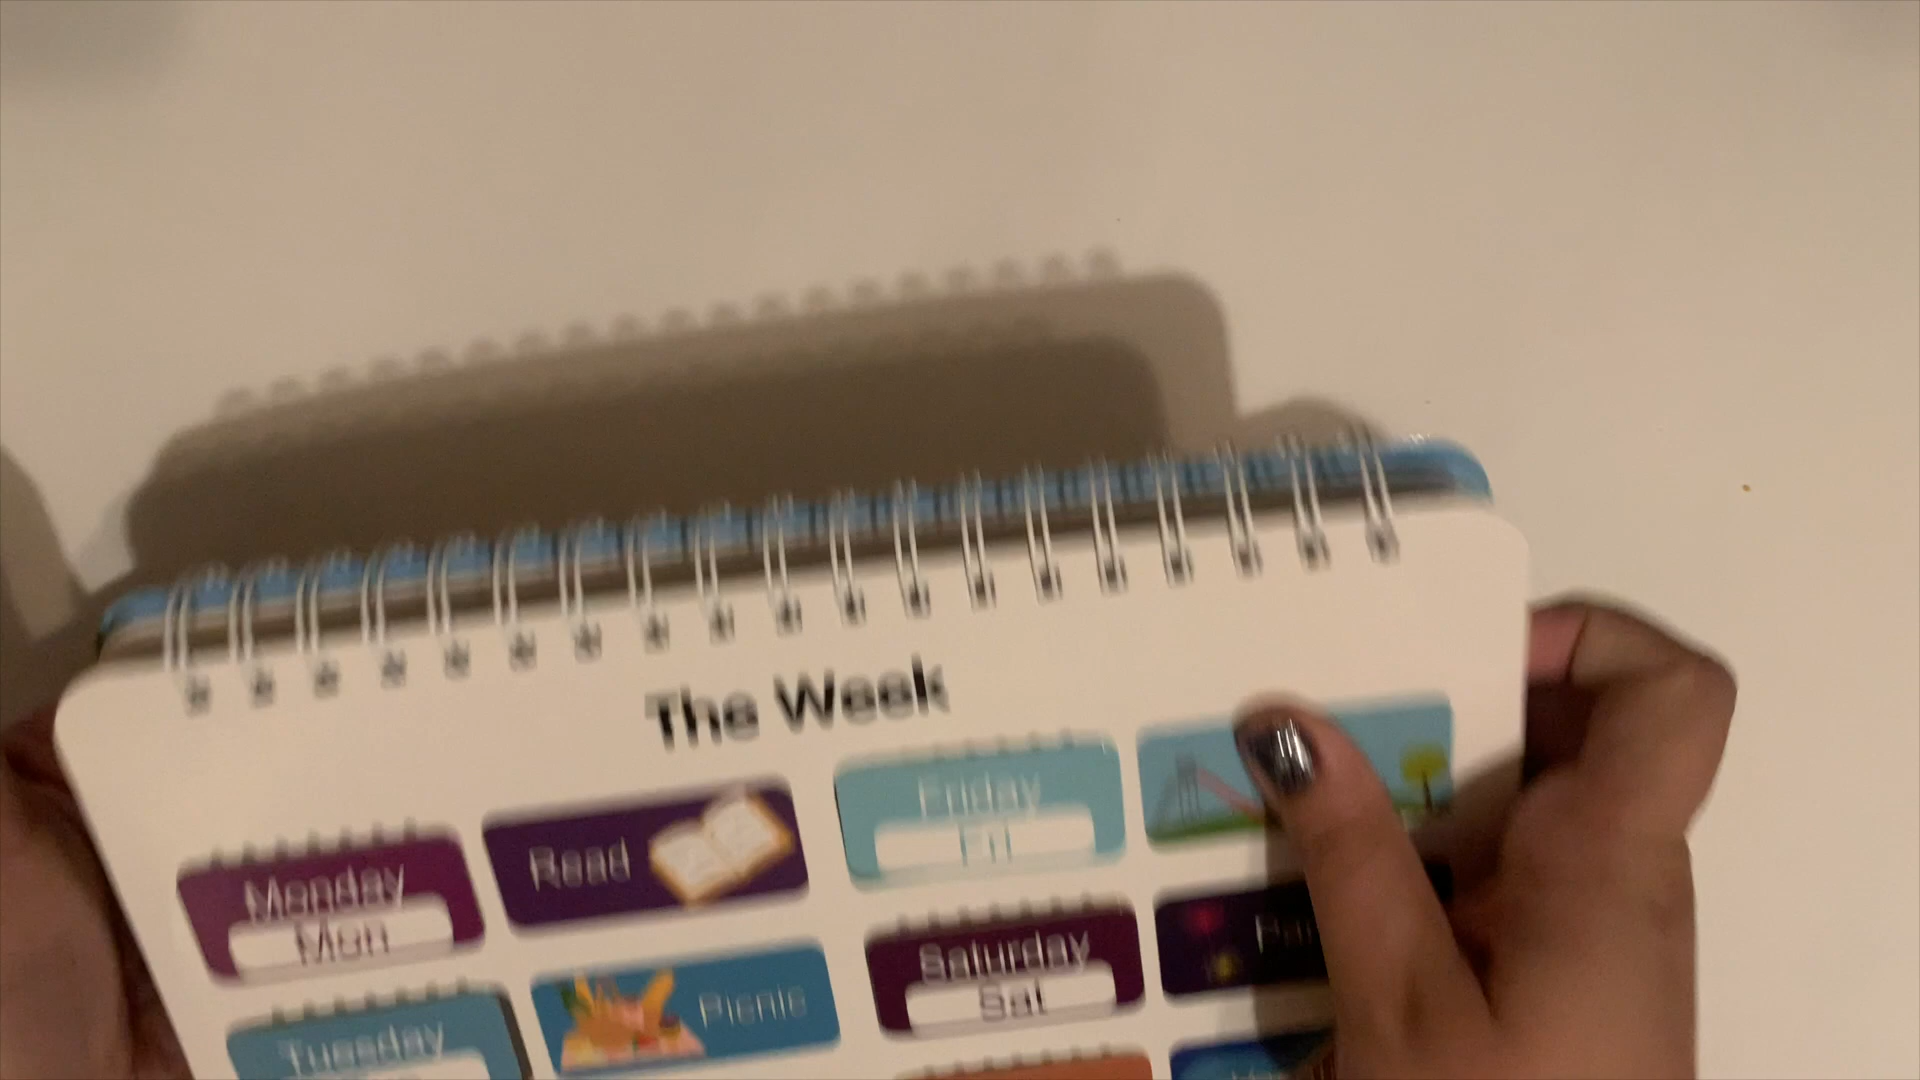 The Week
Monday
Mon
Read
Friday
Fri
Tuesday
Picnic
Saturday
Sat